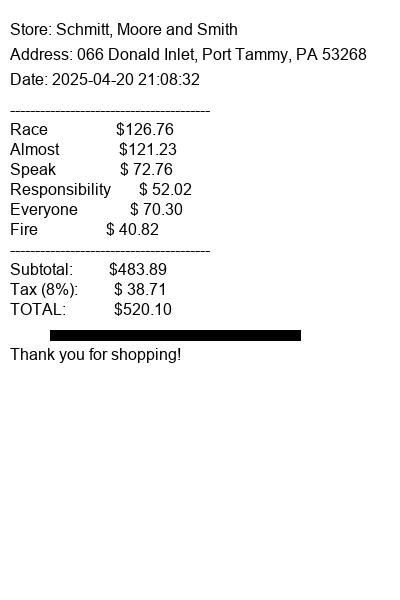 Store: Schmitt, Moore and Smith
Address: 066 Donald Inlet, Port Tammy, PA 53268
Date: 2025-04-20 21:08:32
----------------------------------------
Race $126.76
Almost $121.23
Speak $ 72.76
Responsibility $ 52.02
Everyone $ 70.30
Fire $ 40.82
----------------------------------------
Subtotal: $483.89
Tax (8%): $ 38.71
TOTAL: $520.10
Thank you for shopping!